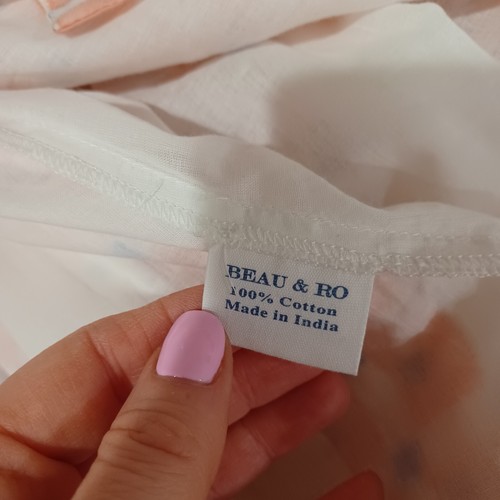 BEAU & RO
100% Cotton
Made in India